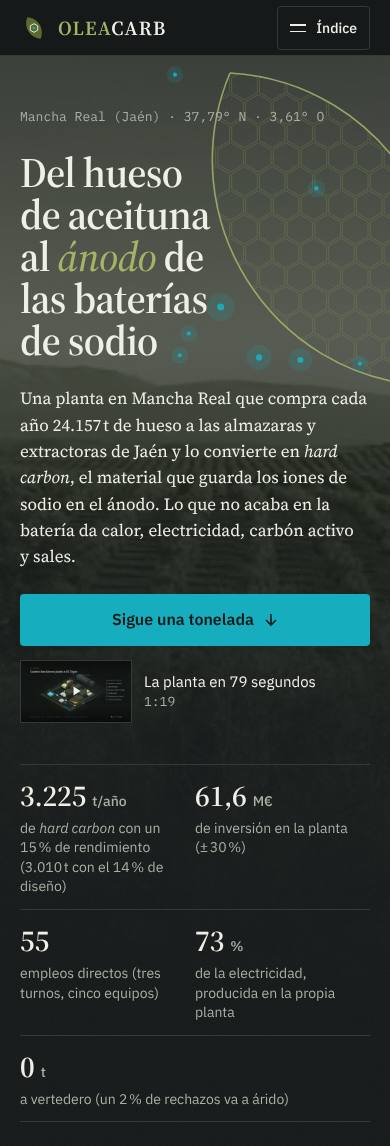 OLEACARB
Índice
Mancha Real (Jaén) · 37,79° N · 3,61° O
Del hueso
de aceituna
al ánodo de
las baterías
de sodio
Una planta en Mancha Real que compra cada
año 24.157 t de hueso a las almazaras y
extractoras de Jaén y lo convierte en hard
carbon, el material que guarda los iones de
sodio en el ánodo. Lo que no acaba en la
batería da calor, electricidad, carbón activo
y sales.
Sigue una tonelada ↓
La planta en 79 segundos
1:19
3.225 t/año
de hard carbon con un
15 % de rendimiento
(3.010 t con el 14 % de
diseño)
61,6 M€
de inversión en la planta
(±30 %)
55
empleos directos (tres
turnos, cinco equipos)
73 %
de la electricidad,
producida en la propia
planta
0 t
a vertedero (un 2 % de rechazos va a árido)